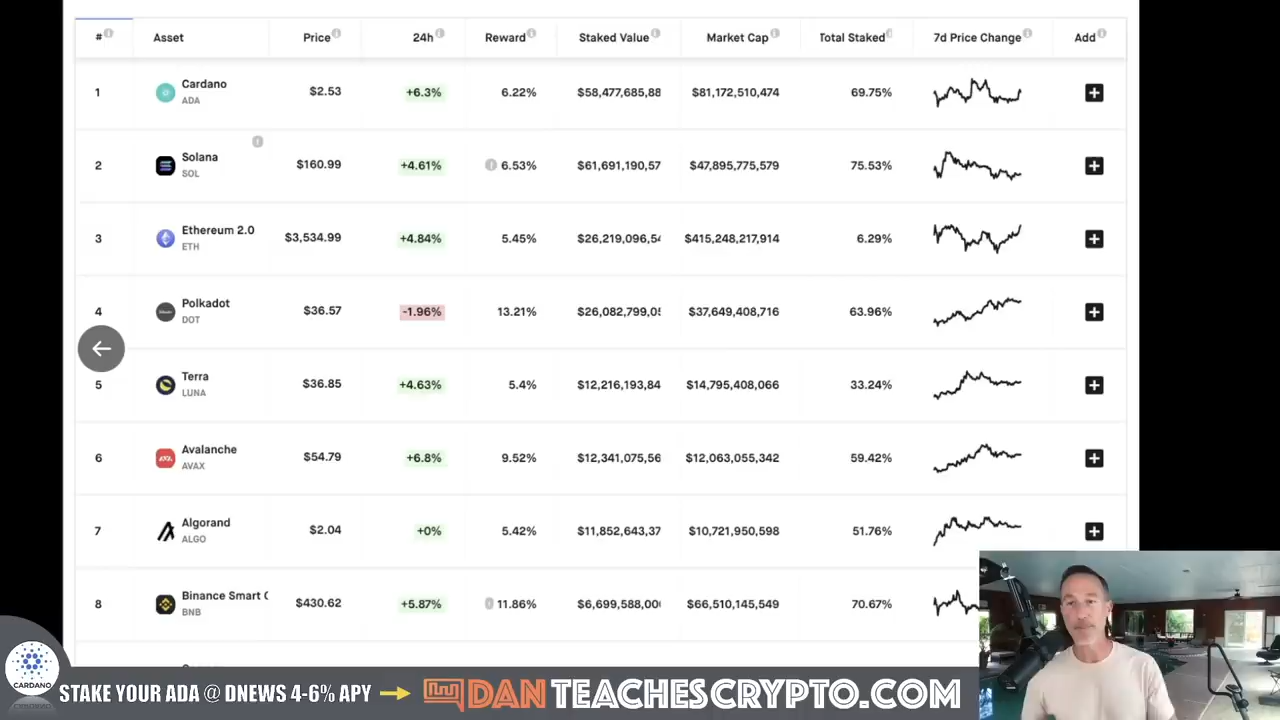 # Asset Price 24h Reward Staked Value Market Cap Total Staked 7d Price Change Add
1 Cardano ADA $2.53 +6.3% 6.22% $58,477,685,88 $81,172,510,474 69.75%
2 Solana SOL $160.99 +4.61% 6.53% $61,691,190,57 $47,895,775,579 75.53%
3 Ethereum 2.0 ETH $3,534.99 +4.84% 5.45% $26,219,096,54 $415,248,217,914 6.29%
4 Polkadot DOT $36.57 -1.96% 13.21% $26,082,799,05 $37,649,408,716 63.96%
5 Terra LUNA $36.85 +4.63% 5.4% $12,216,193,84 $14,795,408,066 33.24%
6 Avalanche AVAX $54.79 +6.8% 9.52% $12,341,075,56 $12,063,055,342 59.42%
7 Algorand ALGO $2.04 +0% 5.42% $11,852,643,37 $10,721,950,598 51.76%
8 Binance Smart C BNB $430.62 +5.87% 11.86% $6,699,588,00 $66,510,145,549 70.67%
CARDANO
STAKE YOUR ADA @ DNEWS 4-6% APY → DANTEACHESCRYPTO.COM